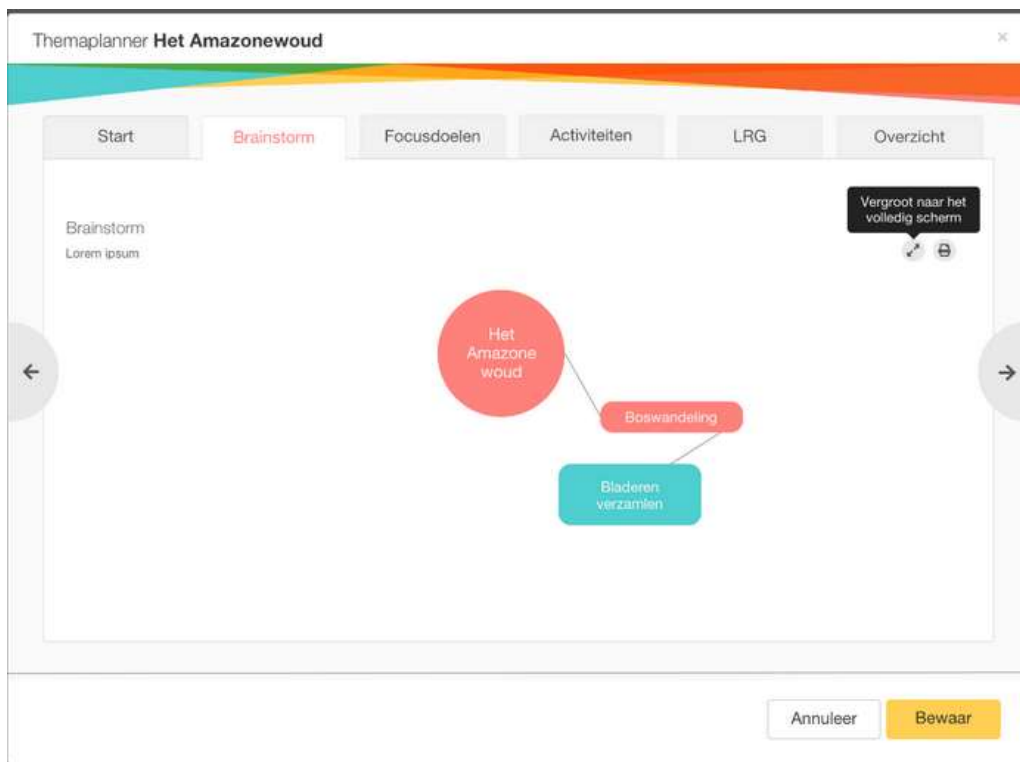 Themaplanner Het Amazonewoud
Start
Brainstorm
Focusdoelen
Activiteiten
LRG
Overzicht
Vergroot naar het
volledig scherm
Brainstorm
Lorem ipsum
Het
Amazone
woud
Boswandeling
Bladeren
verzamlen
Annuleer
Bewaar